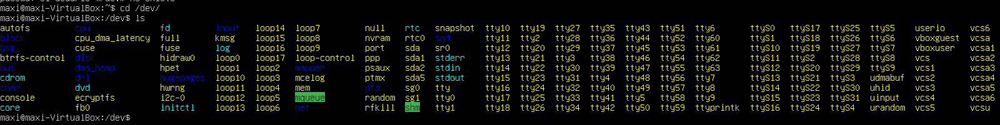 maxi@maxi-VirtualBox:~$ cd /dev/
maxi@maxi-VirtualBox:/dev$ ls
autofs cpu fd input loop14 loop7 null rtc snapshot tty10 tty19 tty27 tty35 tty43 tty51 tty6 ttyS0 ttyS17 ttyS25 ttyS5 userio vcs6
block cpu_dma_latency full kmsg loop15 loop8 nvram rtc0 snd tty11 tty2 tty28 tty36 tty44 tty52 tty60 ttyS1 ttyS18 ttyS26 ttyS6 vboxguest vcsa
bsg cuse fuse log loop16 loop9 port sda sr0 tty12 tty20 tty29 tty37 tty45 tty53 tty61 ttyS10 ttyS19 ttyS27 ttyS7 vboxuser vcsa1
btrfs-control disk hidraw0 loop0 loop17 loop-control ppp sda1 stderr tty13 tty21 tty3 tty38 tty46 tty54 tty62 ttyS11 ttyS2 ttyS28 ttyS8 vcs vcsa2
bus dma_heap hpet loop1 loop2 mapper psaux sda2 stdin tty14 tty22 tty30 tty39 tty47 tty55 tty63 ttyS12 ttyS20 ttyS29 ttyS9 vcs1 vcsa3
cdrom dri hugepages loop10 loop3 mcelog ptmx sda5 stdout tty15 tty23 tty31 tty4 tty48 tty56 tty7 ttyS13 ttyS21 ttyS3 udmabuf vcs2 vcsa4
char dvd hwrng loop11 loop4 mem pts sg0 tty tty16 tty24 tty32 tty40 tty49 tty57 tty8 ttyS14 ttyS22 ttyS30 uhid vcs3 vcsa5
console ecryptfs i2c-0 loop12 loop5 mqueue random sg1 tty0 tty17 tty25 tty33 tty41 tty5 tty58 tty9 ttyS15 ttyS23 ttyS31 uinput vcs4 vcsa6
core fb0 initctl loop13 loop6 net rfkill shm tty1 tty18 tty26 tty34 tty42 tty50 tty59 ttyprintk ttyS16 ttyS24 ttyS4 urandom vcs5 vcsu
maxi@maxi-VirtualBox:/dev$